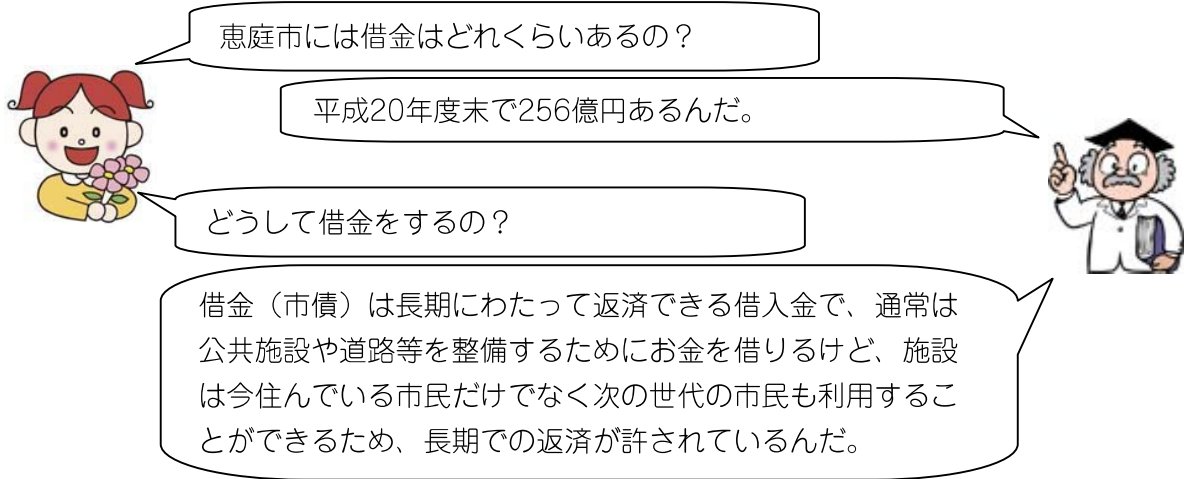 恵庭市には借金はどれくらいあるの？
平成20年度末で256億円あるんだ。
どうして借金をするの？
借金（市債）は長期にわたって返済できる借入金で、通常は
公共施設や道路等を整備するためにお金を借りるけど、施設
は今住んでいる市民だけでなく次の世代の市民も利用するこ
とができるため、長期での返済が許されているんだ。